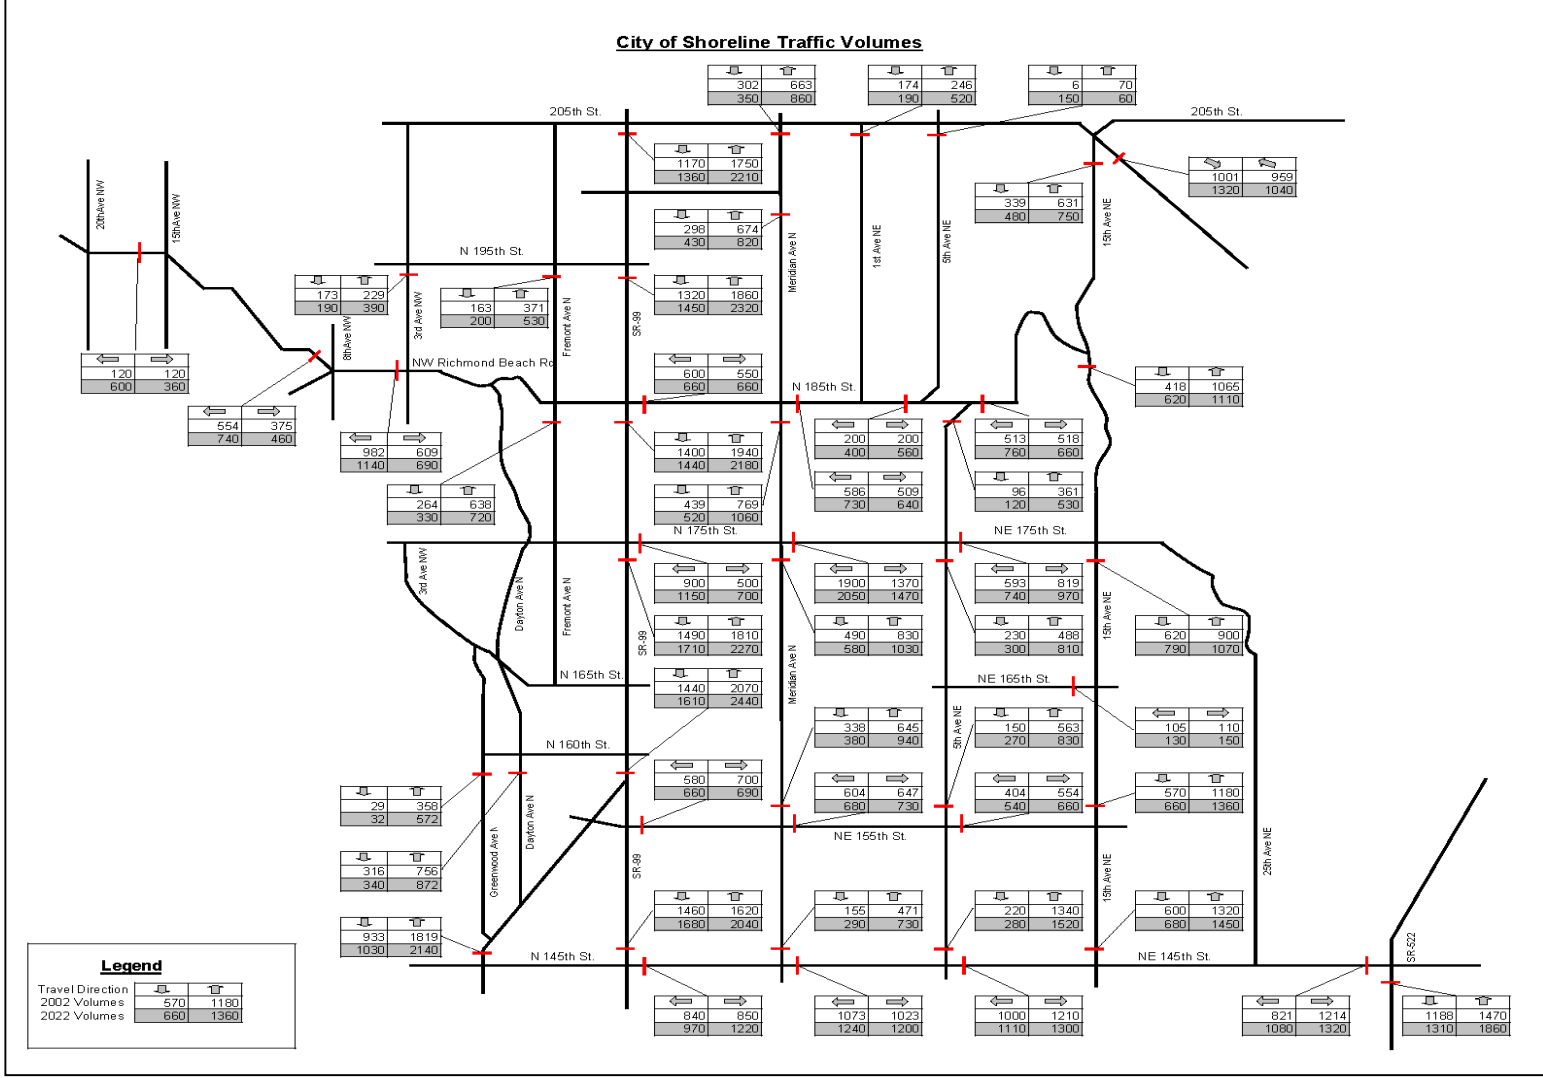 City of Shoreline Traffic Volumes
302 663
350 860
174 246
190 520
6 70
150 60
205th St.
205th St.
1170 1750
1360 2210
1001 959
1320 1040
339 631
480 750
20thAve NW
15thAve NW
298 674
430 820
15th Ave NE
1st Ave NE
5th Ave NE
Meridian Ave N
N 195th St.
173 229
190 390
163 371
200 530
1320 1860
1450 2320
3rd Ave NW
Fremont Ave N
SR-99
8thAve NW
NW Richmond Beach Rd
120 120
600 360
600 550
660 660
N 185th St.
418 1065
620 1110
554 375
740 460
982 609
1140 690
1400 1940
1440 2180
200 200
400 560
513 518
760 660
264 638
330 720
439 769
520 1060
586 509
730 640
96 361
120 530
N 175th St.
NE 175th St.
3rd Ave NW
Dayton Ave N
Fremont Ave N
900 500
1150 700
1900 1370
2050 1470
593 819
740 970
15th Ave NE
SR-99
1490 1810
1710 2270
490 830
580 1030
230 488
300 810
620 900
790 1070
N 165th St.
1440 2070
1610 2440
Meridian Ave N
NE 165th St.
338 645
380 940
5th Ave NE
150 563
270 830
105 110
130 150
N 160th St.
580 700
660 690
604 647
680 730
404 554
540 660
570 1180
660 1360
29 358
32 572
Dayton Ave N
NE 155th St.
Greenwood Ave N
SR-99
316 756
340 872
15th Ave NE
25th Ave NE
1460 1620
1680 2040
155 471
290 730
220 1340
280 1520
600 1320
680 1450
933 1819
1030 2140
N 145th St.
NE 145th St.
SR-522
Legend
Travel Direction
2002 Volumes 570 1180
2022 Volumes 660 1360
840 850
970 1220
1073 1023
1240 1200
1000 1210
1110 1300
821 1214
1080 1320
1188 1470
1310 1860